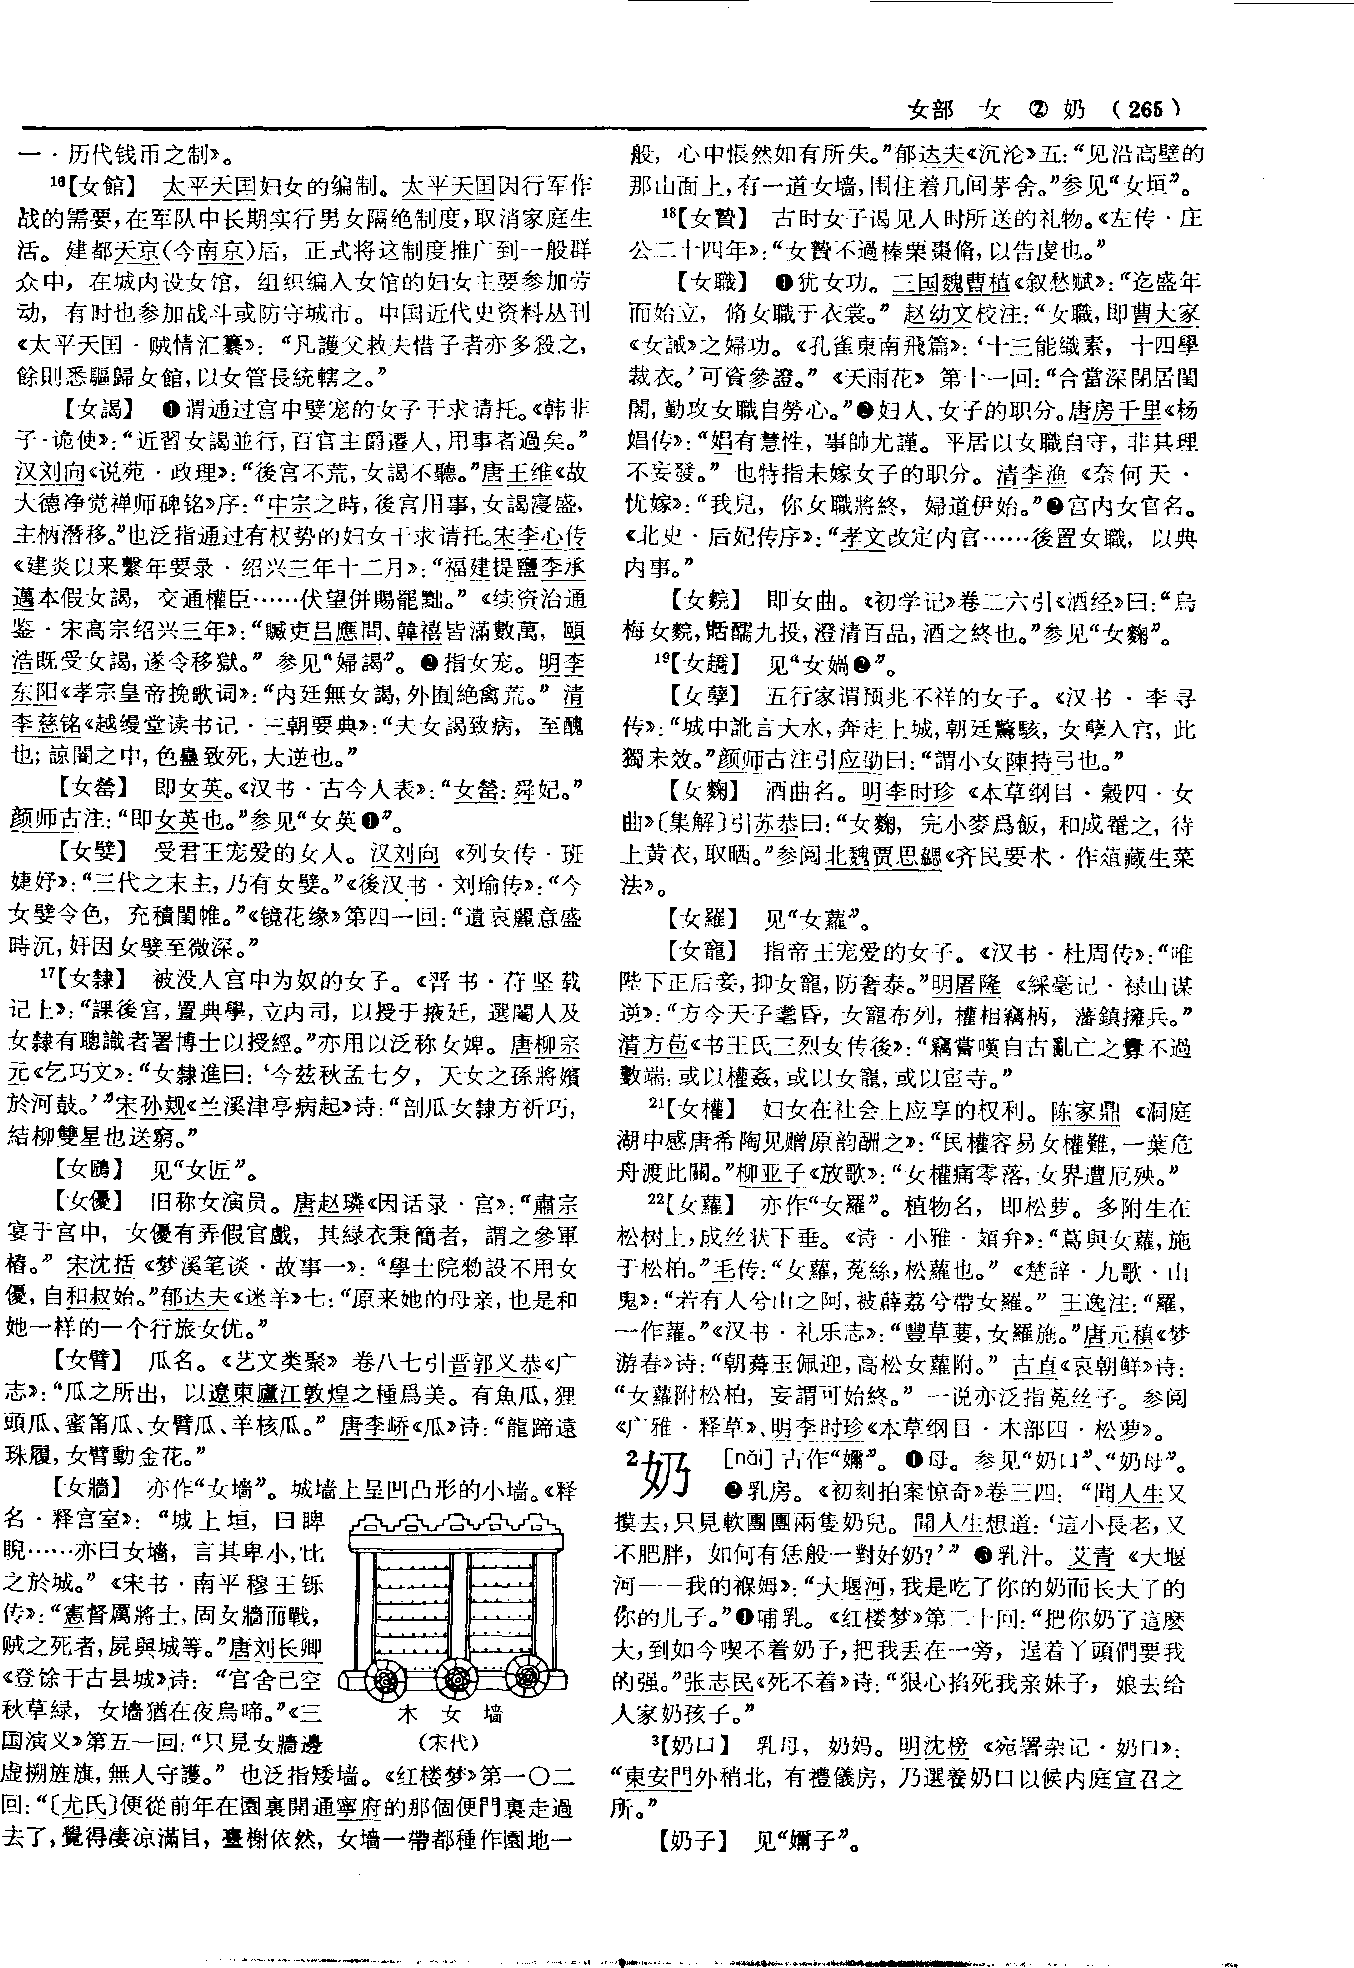 女部 女 ② 奶 (265)
一·历代钱币之制》。
16【女館】 太平天国妇女的编制。太平天国因行军作
战的需要,在军队中长期实行男女隔绝制度,取消家庭生
活。建都天京(今南京)后,正式将这制度推广到一般群
众中,在城内设女馆,组织编入女馆的妇女主要参加劳
动,有时也参加战斗或防守城市。中国近代史资料丛刊
《太平天国·贼情汇纂》:“凡護父救夫借子者亦多殺之,
餘則悉驅歸女館,以女管長統轄之。”
【女謁】 ❶谓通过宫中嬖宠的女子干求请托。《韩非
子·诡使》:“近習女謁並行,百官主爵遷人,用事者過矣。”
汉刘向《说苑·政理》:“後宫不荒,女謁不聽。”唐王维《故
大德净觉禅师碑铭》序:“中宗之時,後宫用事,女謁寖盛,
主柄潛移。”也泛指通过有权势的妇女干求请托。宋李心传
《建炎以来繫年要录·绍兴三年十二月》:“福建提鹽李承
邁本假女謁,交通權臣……伏望併賜罷黜。”《续资治通
鉴·宋高宗绍兴三年》:“贓吏吕應問、韓禧皆滿數萬,頤
浩既受女謁,遂令移獄。” 参见“婦謁”。❷指女宠。明李
东阳《孝宗皇帝挽歌词》:“内廷無女謁,外囿絶禽荒。” 清
李慈铭《越缦堂读书记·三朝要典》:“夫女謁致病,至醜
也;諒闇之中,色蠱致死,大逆也。”
【女罃】 即女英。《汉书·古今人表》:“女罃:舜妃。”
颜师古注:“即女英也。”参见“女英❶”。
【女嬖】 受君王宠爱的女人。汉刘向《列女传·班
婕妤》:“三代之末主,乃有女嬖。”《後汉书·刘瑜传》:“今
女嬖令色,充積閨帷。”《镜花缘》第四一回:“遣哀麗意盛
時沉,奸因女嬖至微深。”
17【女隸】 被没入宫中为奴的女子。《晋书·苻坚载
记上》:“課後宫,置典學,立内司,以授于掖廷,選閹人及
女隸有聰識者署博士以授經。”亦用以泛称女婢。唐柳宗
元《乞巧文》:“女隸進曰:‘今兹秋孟七夕,天女之孫將嬪
於河鼓。’”宋孙觌《兰溪津亭病起》诗:“剖瓜女隸方祈巧,
結柳雙星也送窮。”
【女鴎】 见“女匠”。
【女優】 旧称女演员。唐赵璘《因话录·宫》:“肅宗
宴于宫中,女優有弄假官戲,其緑衣秉簡者,謂之參軍
樁。” 宋沈括《梦溪笔谈·故事一》:“學士院敕設不用女
優,自和叔始。”郁达夫《迷羊》七:“原来她的母亲,也是和
她一样的一个行旅女优。”
【女臂】 瓜名。《艺文类聚》卷八七引晋郭义恭《广
志》:“瓜之所出,以遼東廬江敦煌之種爲美。有魚瓜,狸
頭瓜、蜜筩瓜、女臂瓜、羊核瓜。” 唐李峤《瓜》诗:“龍蹄遠
珠履,女臂動金花。”
【女牆】 亦作“女墙”。城墙上呈凹凸形的小墙。《释
名·释宫室》:“城上垣,曰睥
睨……亦曰女墙,言其卑小,比
之於城。”《宋书·南平穆王铄
传》:“憲督厲將士,固女牆而戰,
贼之死者,屍與城等。”唐刘长卿
《登馀干古县城》诗:“官舍已空
秋草緑,女墙猶在夜烏啼。”《三
国演义》第五一回:“只見女牆邊
虚搠旌旗,無人守護。” 也泛指矮墙。《红楼梦》第一〇二
回:“〔尤氏〕便從前年在園裏開通寧府的那個便門裏走過
去了,覺得凄凉滿目,臺榭依然,女墙一帶都種作園地一
木 女 墙
(宋代)
般,心中悵然如有所失。”郁达夫《沉沦》五:“见沿高壁的
那山面上,有一道女墙,围住着几间茅舍。”参见“女垣”。
18【女贄】 古时女子谒见人时所送的礼物。《左传·庄
公二十四年》:“女贄不過榛栗棗脩,以告虔也。”
【女職】 ❶犹女功。三国魏曹植《叙愁赋》:“迄盛年
而始立,脩女職于衣裳。” 赵幼文校注:“女職,即曹大家
《女誡》之婦功。《孔雀東南飛篇》:‘十三能織素,十四學
裁衣。’可資參證。”《天雨花》第十一回:“合當深閉居閨
閣,勤攻女職自勞心。”❷妇人、女子的职分。唐房千里《杨
娼传》:“娼有慧性,事帥尤謹。平居以女職自守,非其理
不妄發。” 也特指未嫁女子的职分。清李渔《奈何天·
忧嫁》:“我兒,你女職將終,婦道伊始。”❸宫内女官名。
《北史·后妃传序》:“孝文改定内官……後置女職,以典
内事。”
【女䴷】 即女曲。《初学记》卷二六引《酒经》曰:“烏
梅女䴷,甜醹九投,澄清百品,酒之終也。”参见“女麴”。
19【女䠂】 见“女媧❷”。
【女孽】 五行家谓预兆不祥的女子。《汉书·李寻
传》:“城中訛言大水,奔走上城,朝廷驚駭,女孽入宫,此
獨未效。”颜师古注引应劭曰:“謂小女陳持弓也。”
【女麴】 酒曲名。明李时珍《本草纲目·穀四·女
曲》〔集解〕引苏恭曰:“女麴,完小麥爲飯,和成罨之,待
上黄衣,取晒。”参阅北魏贾思勰《齐民要术·作菹藏生菜
法》。
【女羅】 见“女蘿”。
【女寵】 指帝王宠爱的女子。《汉书·杜周传》:“唯
陛下正后妾,抑女寵,防奢泰。”明屠隆《綵毫记·禄山谋
逆》:“方今天子耄昏,女寵布列,權相竊柄,藩鎮擁兵。”
清方苞《书王氏三烈女传後》:“竊嘗嘆自古亂亡之釁不過
數端:或以權姦,或以女寵,或以宦寺。”
21【女權】 妇女在社会上应享的权利。陈家鼎《洞庭
湖中感唐希陶见赠原韵酬之》:“民權容易女權難,一葉危
舟渡此關。”柳亚子《放歌》:“女權痛零落,女界遭厄殃。”
22【女蘿】 亦作“女羅”。植物名,即松萝。多附生在
松树上,成丝状下垂。《诗·小雅·頍弁》:“蔦與女蘿,施
于松柏。”毛传:“女蘿,菟絲,松蘿也。”《楚辞·九歌·山
鬼》:“若有人兮山之阿,被薜荔兮帶女羅。” 王逸注:“羅,
一作蘿。”《汉书·礼乐志》:“豐草葽,女羅施。”唐元稹《梦
游春》诗:“朝蕣玉佩迎,高松女蘿附。” 古直《哀朝鲜》诗:
“女蘿附松柏,妄謂可始終。” 一说亦泛指菟丝子。参阅
《广雅·释草》、明李时珍《本草纲目·木部四·松萝》。
2奶 [nǎi]古作“嬭”。❶母。参见“奶口”、“奶母”。
❷乳房。《初刻拍案惊奇》卷三四:“聞人生又
摸去,只見軟團團兩隻奶兒。聞人生想道:‘這小長老,又
不肥胖,如何有恁般一對好奶?’”❸乳汁。艾青《大堰
河——我的褓姆》:“大堰河,我是吃了你的奶而长大了的
你的儿子。”❹哺乳。《红楼梦》第二十回:“把你奶了這麽
大,到如今喫不着奶子,把我丢在一旁,逞着丫頭們要我
的强。”张志民《死不着》诗:“狠心掐死我亲妹子,娘去给
人家奶孩子。”
3【奶口】 乳母,奶妈。明沈榜《宛署杂记·奶口》:
“東安門外稍北,有禮儀房,乃選養奶口以候内庭宣召之
所。”
【奶子】 见“嬭子”。